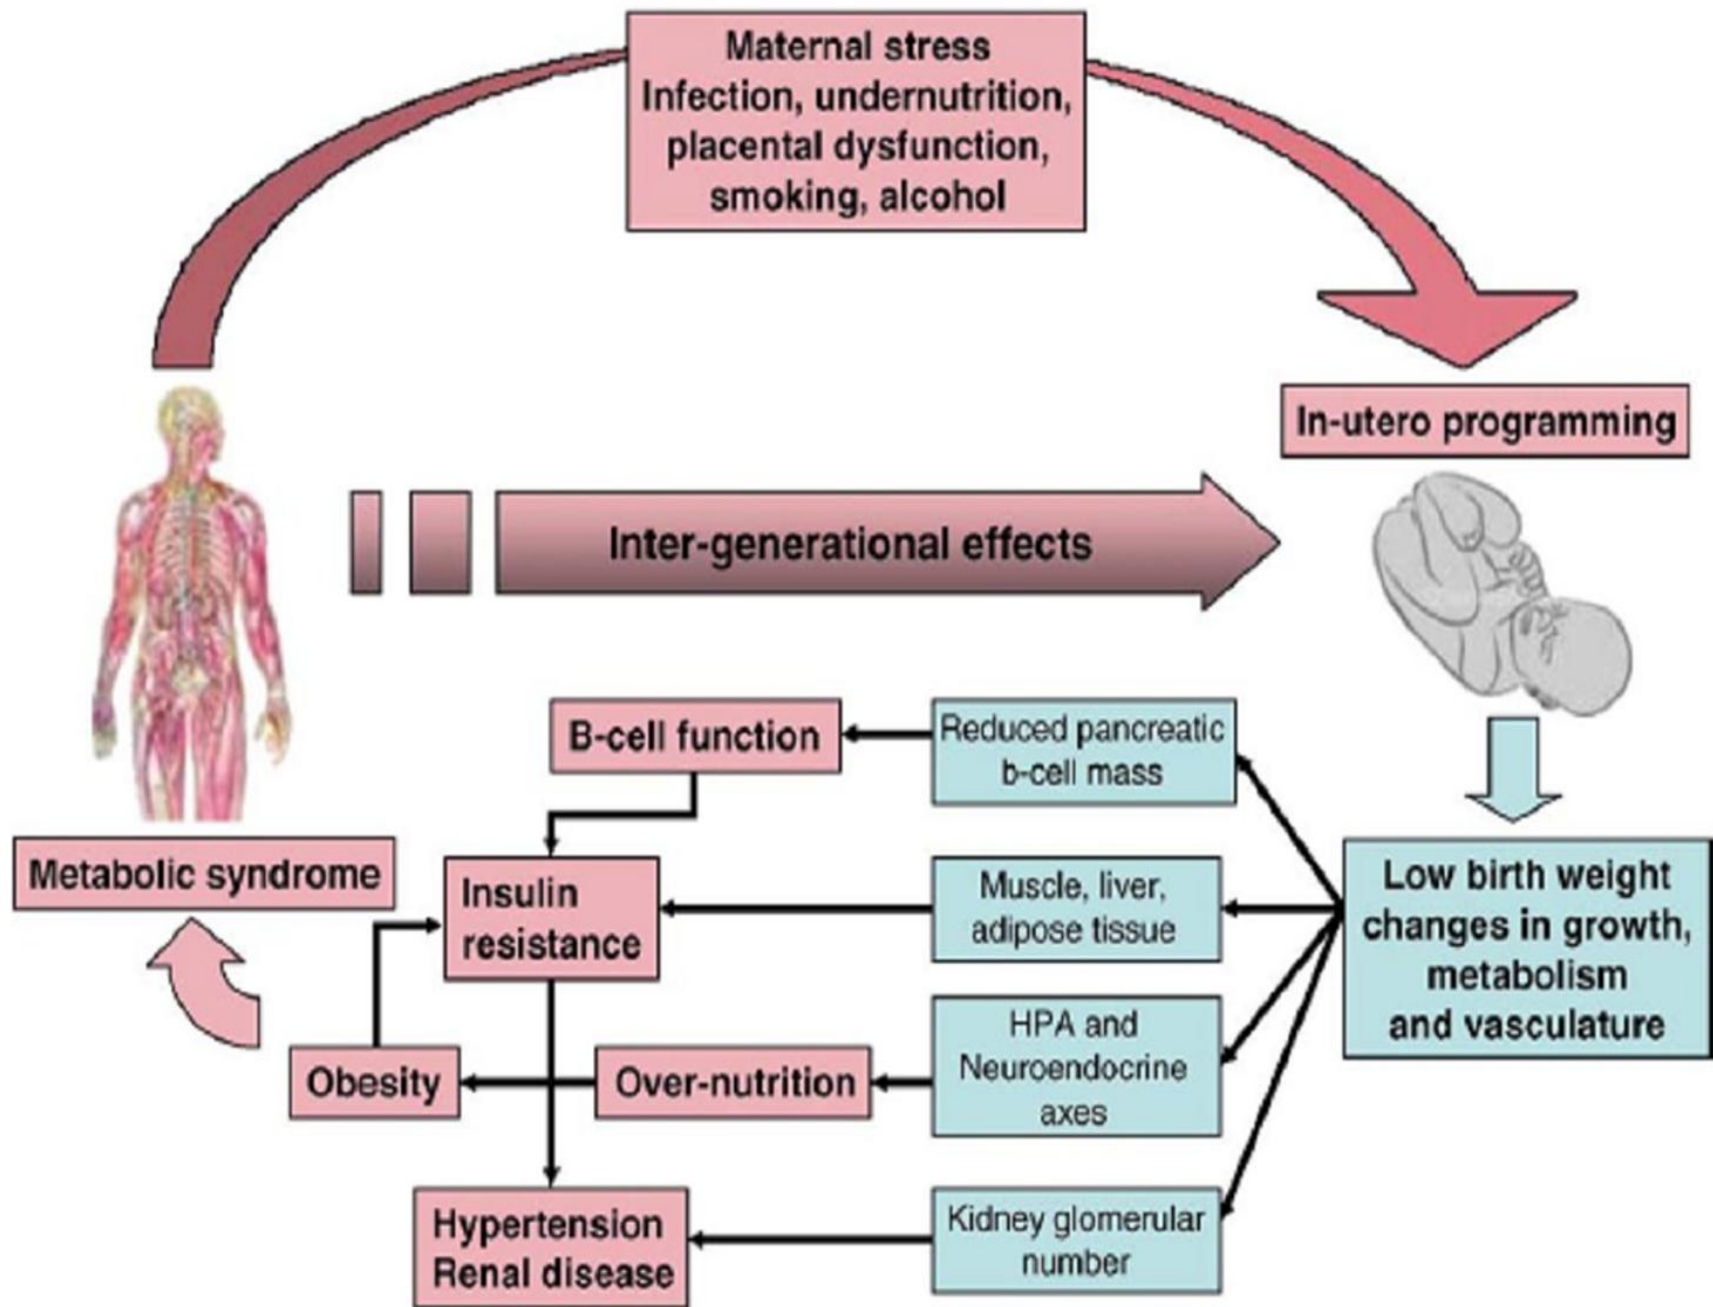 Maternal stress
Infection, undernutrition,
placental dysfunction,
smoking, alcohol
In-utero programming
Inter-generational effects
B-cell function
Reduced pancreatic
b-cell mass
Metabolic syndrome
Insulin
resistance
Muscle, liver,
adipose tissue
Low birth weight
changes in growth,
metabolism
and vasculature
Obesity
Over-nutrition
HPA and
Neuroendocrine
axes
Hypertension
Renal disease
Kidney glomerular
number